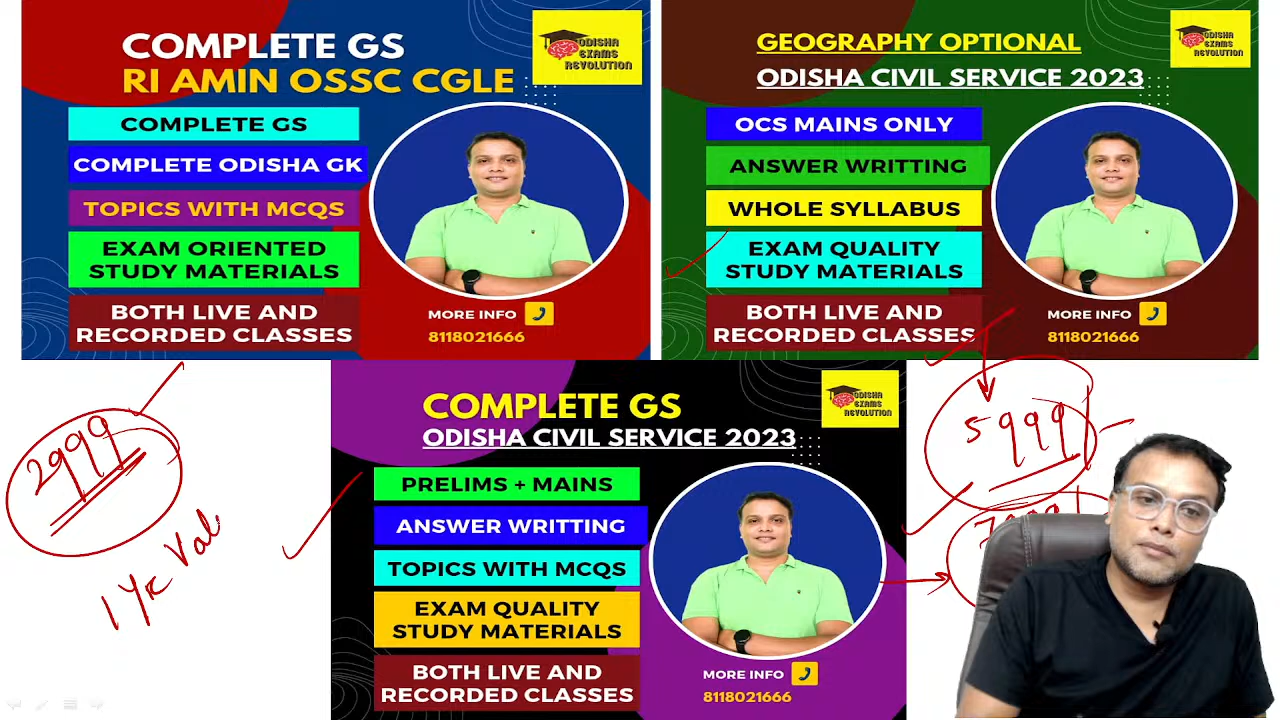 COMPLETE GS
RI AMIN OSSC CGLE
ODISHA
EXAMS
REVOLUTION
COMPLETE GS
COMPLETE ODISHA GK
TOPICS WITH MCQS
EXAM ORIENTED
STUDY MATERIALS
BOTH LIVE AND
RECORDED CLASSES
MORE INFO
8118021666
GEOGRAPHY OPTIONAL
ODISHA CIVIL SERVICE 2023
ODISHA
EXAMS
REVOLUTION
OCS MAINS ONLY
ANSWER WRITTING
WHOLE SYLLABUS
EXAM QUALITY
STUDY MATERIALS
BOTH LIVE AND
RECORDED CLASSES
MORE INFO
8118021666
2999
1 Yr Val
COMPLETE GS
ODISHA CIVIL SERVICE 2023
ODISHA
EXAMS
REVOLUTION
PRELIMS + MAINS
ANSWER WRITTING
TOPICS WITH MCQS
EXAM QUALITY
STUDY MATERIALS
BOTH LIVE AND
RECORDED CLASSES
MORE INFO
8118021666
5999